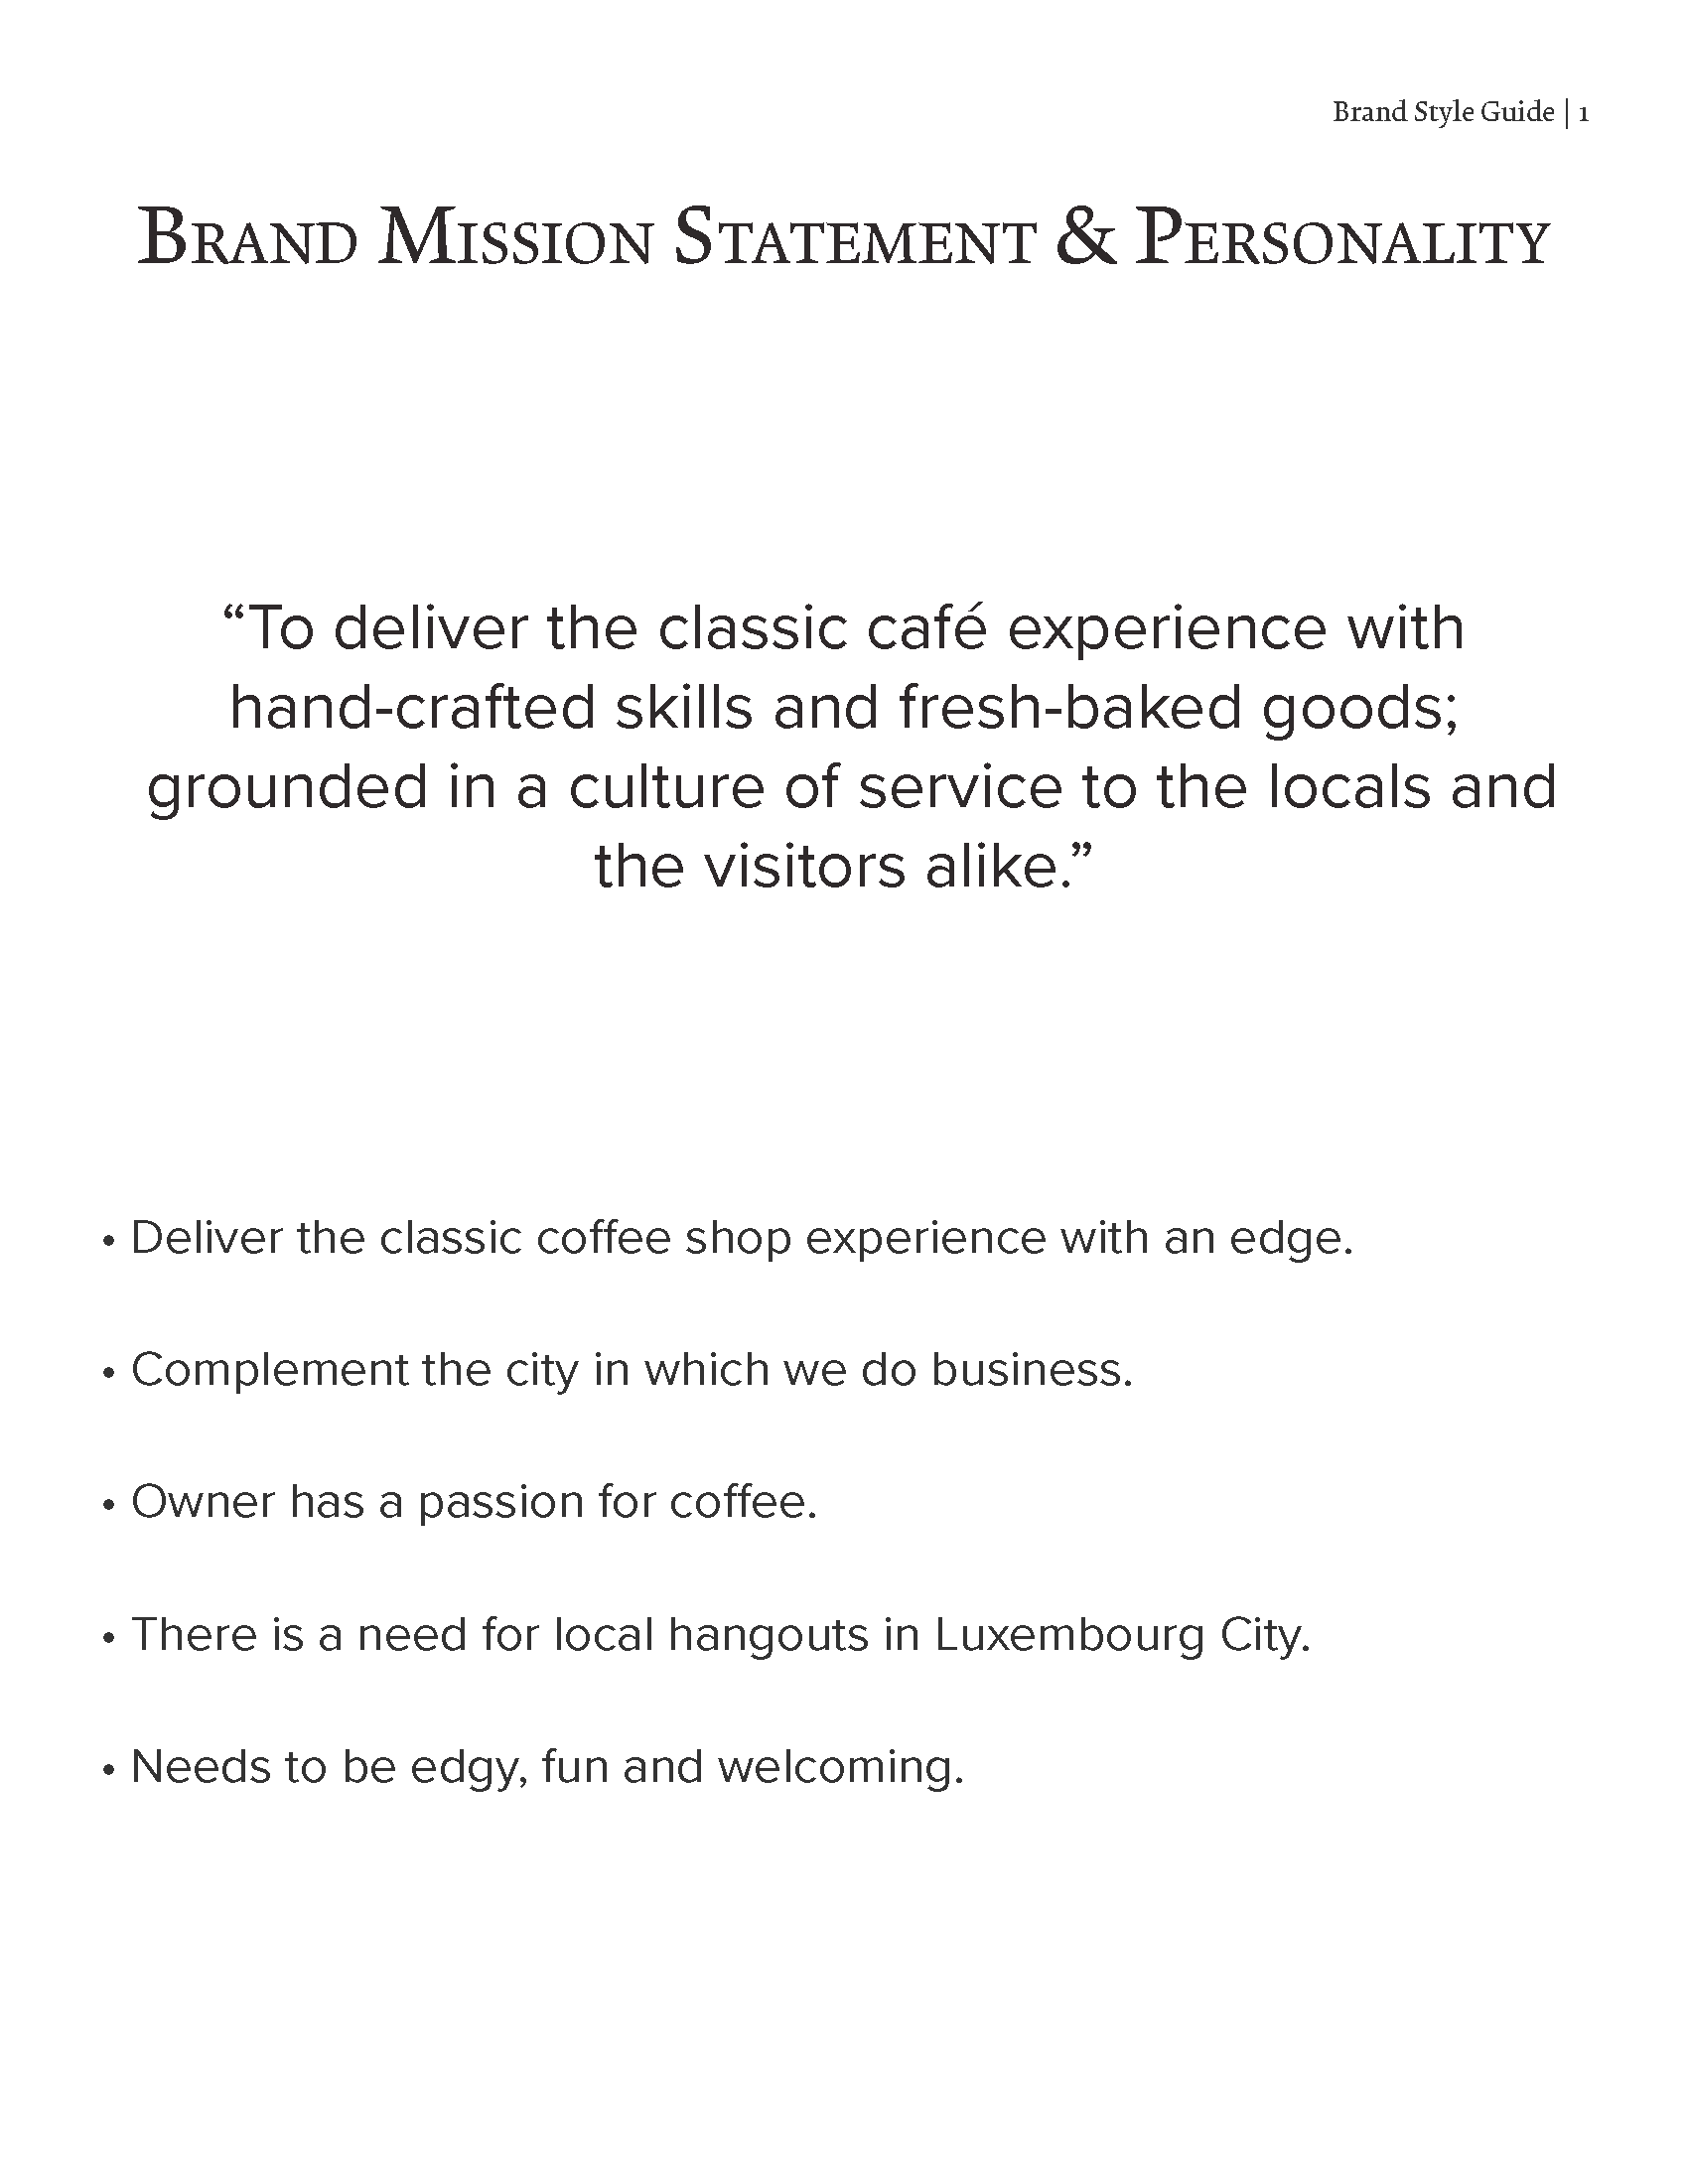 Brand Style Guide | 1
Brand Mission Statement & Personality
“To deliver the classic café experience with
hand-crafted skills and fresh-baked goods;
grounded in a culture of service to the locals and
the visitors alike.”
• Deliver the classic coffee shop experience with an edge.
• Complement the city in which we do business.
• Owner has a passion for coffee.
• There is a need for local hangouts in Luxembourg City.
• Needs to be edgy, fun and welcoming.